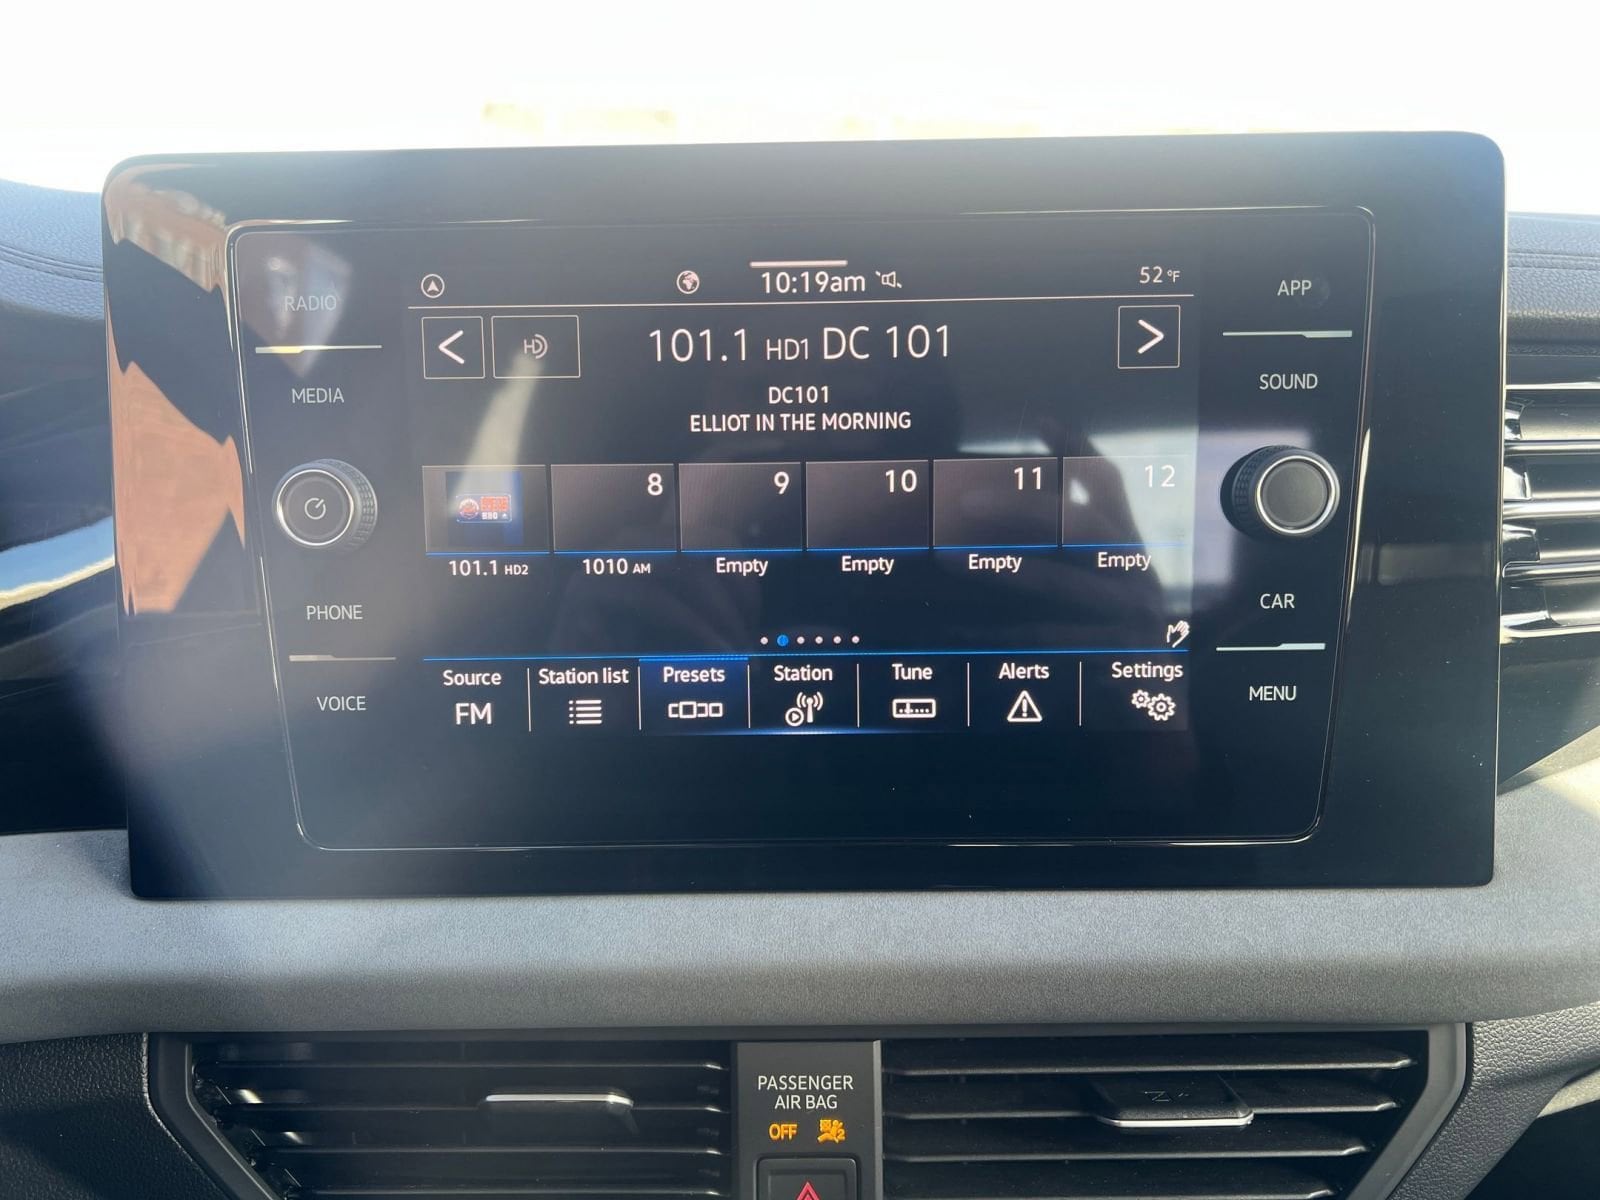 RADIO
MEDIA
PHONE
VOICE
10:19am
52 °F
HD
101.1 HD1 DC 101
DC101
ELLIOT IN THE MORNING
8
9
10
11
12
101.1 HD2
1010 AM
Empty
Empty
Empty
Empty
Source
FM
Station list
Presets
Station
Tune
Alerts
Settings
APP
SOUND
CAR
MENU
PASSENGER
AIR BAG
OFF
2